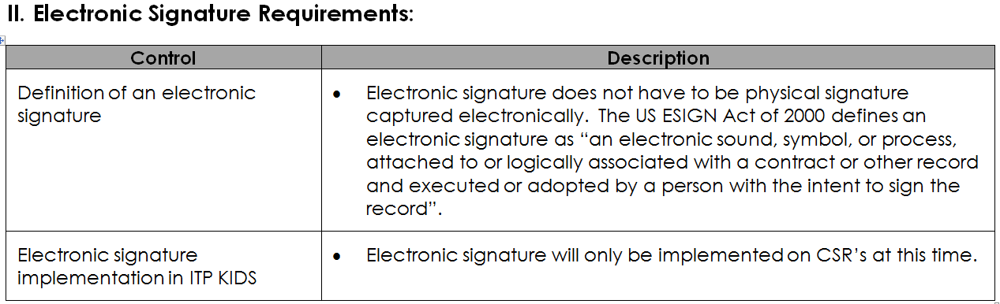 II. Electronic Signature Requirements:
Control
Description
Definition of an electronic
signature
• Electronic signature does not have to be physical signature
captured electronically.  The US ESIGN Act of 2000 defines an
electronic signature as “an electronic sound, symbol, or process,
attached to or logically associated with a contract or other record
and executed or adopted by a person with the intent to sign the
record”.
Electronic signature
implementation in ITP KIDS
• Electronic signature will only be implemented on CSR’s at this time.